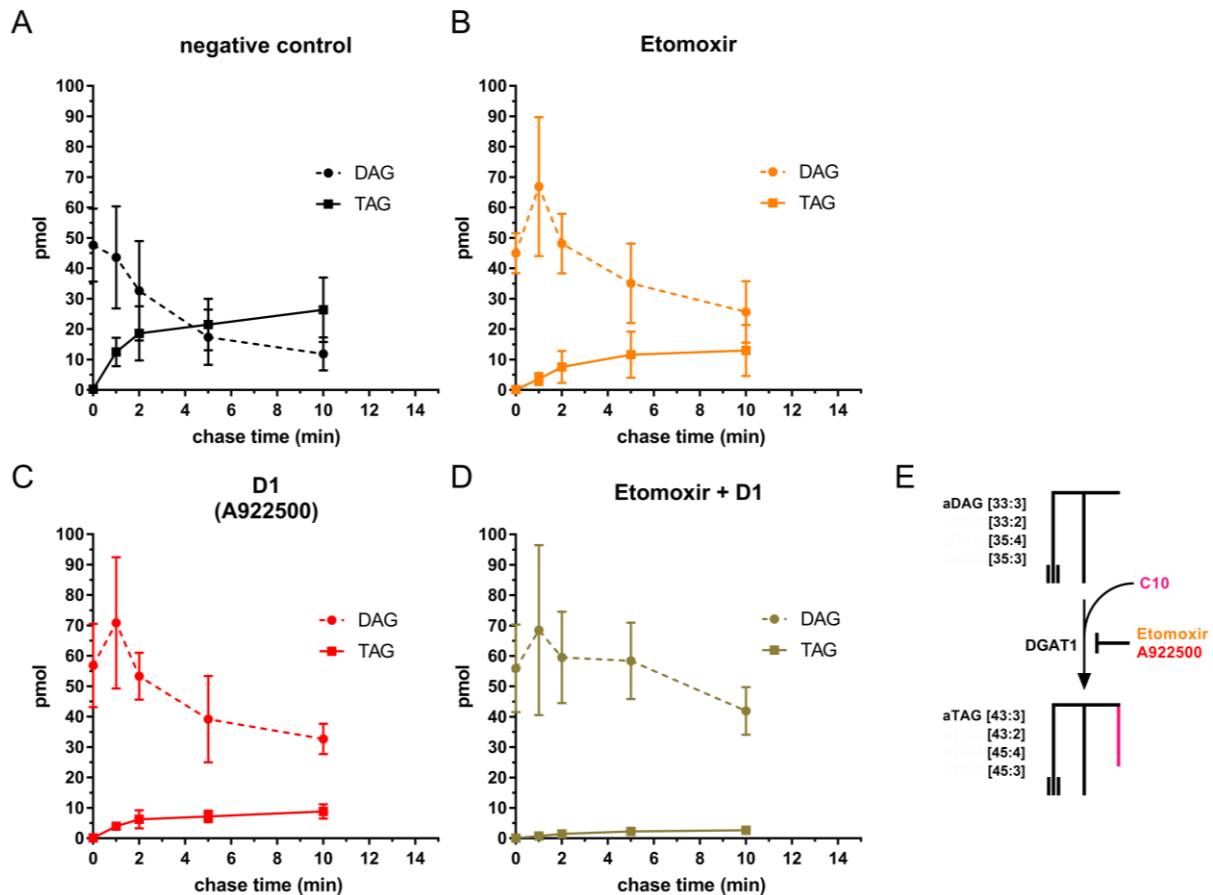 A
negative control
100
90
80
70
60
50
40
30
20
10
0
pmol
DAG
TAG
0 2 4 6 8 10 12 14
chase time (min)
B
Etomoxir
100
90
80
70
60
50
40
30
20
10
0
pmol
DAG
TAG
0 2 4 6 8 10 12 14
chase time (min)
C
D1
(A922500)
100
90
80
70
60
50
40
30
20
10
0
pmol
DAG
TAG
0 2 4 6 8 10 12 14
chase time (min)
D
Etomoxir + D1
100
90
80
70
60
50
40
30
20
10
0
pmol
DAG
TAG
0 2 4 6 8 10 12 14
chase time (min)
E
aDAG [33:3]
[33:2]
[35:4]
[35:3]
C10
DGAT1
Etomoxir
A922500
aTAG [43:3]
[43:2]
[45:4]
[45:3]